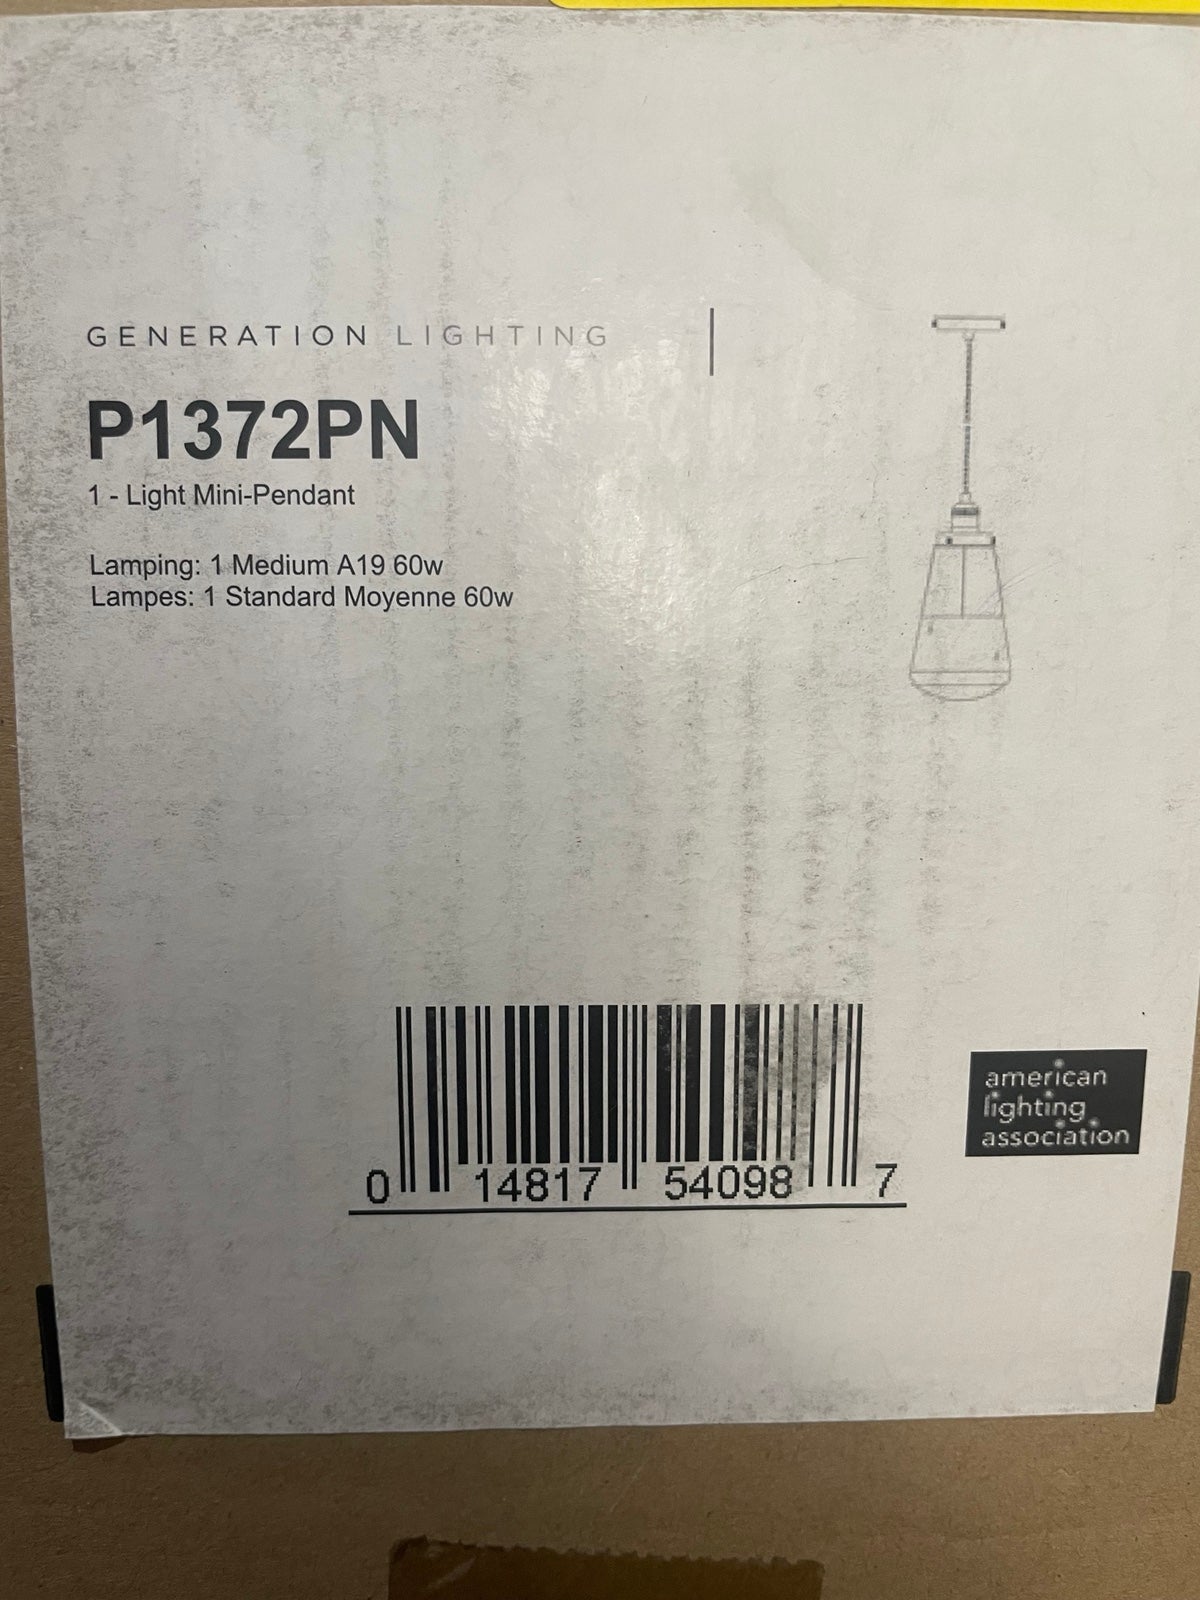 GENERATION LIGHTING
P1372PN
1 - Light Mini-Pendant
Lamping: 1 Medium A19 60w
Lampes: 1 Standard Moyenne 60w
0 14817 54098 7
american
lighting
association